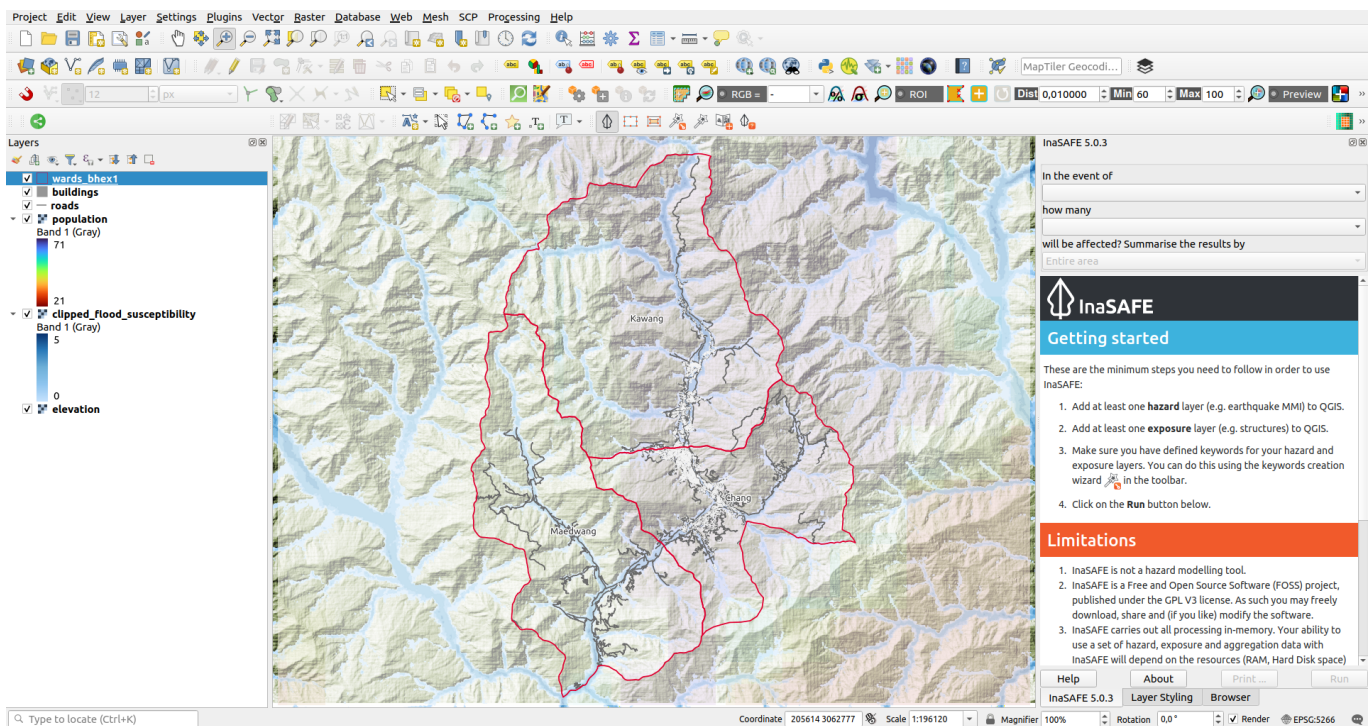 Project Edit View Layer Settings Plugins Vector Raster Database Web Mesh SCP Processing Help
MapTiler Geocodi...
12 px RGB = - ROI Dist 0,010000 Min 60 Max 100 Preview
Layers
wards_bhex1
buildings
roads
population
Band 1 (Gray)
71
21
clipped_flood_susceptibility
Band 1 (Gray)
5
0
elevation
Kawang
Chang
Maedwang
InaSAFE 5.0.3
In the event of
how many
will be affected? Summarise the results by
Entire area
InaSAFE
Getting started
These are the minimum steps you need to follow in order to use
InaSAFE:
1. Add at least one hazard layer (e.g. earthquake MMI) to QGIS.
2. Add at least one exposure layer (e.g. structures) to QGIS.
3. Make sure you have defined keywords for your hazard and
exposure layers. You can do this using the keywords creation
wizard in the toolbar.
4. Click on the Run button below.
Limitations
1. InaSAFE is not a hazard modelling tool.
2. InaSAFE is a Free and Open Source Software (FOSS) project,
published under the GPL V3 license. As such you may freely
download, share and (if you like) modify the software.
3. InaSAFE carries out all processing in-memory. Your ability to
use a set of hazard, exposure and aggregation data with
InaSAFE will depend on the resources (RAM, Hard Disk space)
Help About Print ... Run
InaSAFE 5.0.3 Layer Styling Browser
Type to locate (Ctrl+K) Coordinate 205614 3062777 Scale 1:196120 Magnifier 100% Rotation 0,0 ° Render EPSG:5266